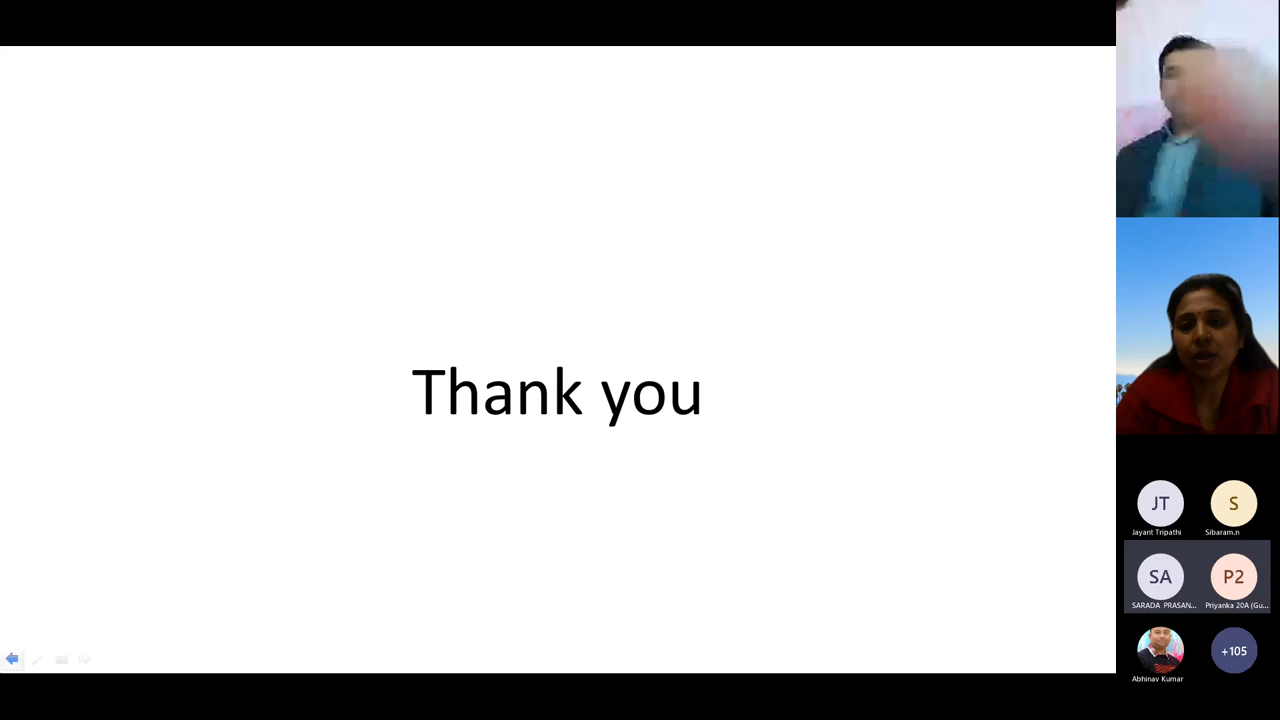 Thank you
JT
S
Jayant Tripathi
Sibaram.n
SA
P2
SARADA PRASAN...
Priyanka 20A (Gu...
+105
Abhinav Kumar